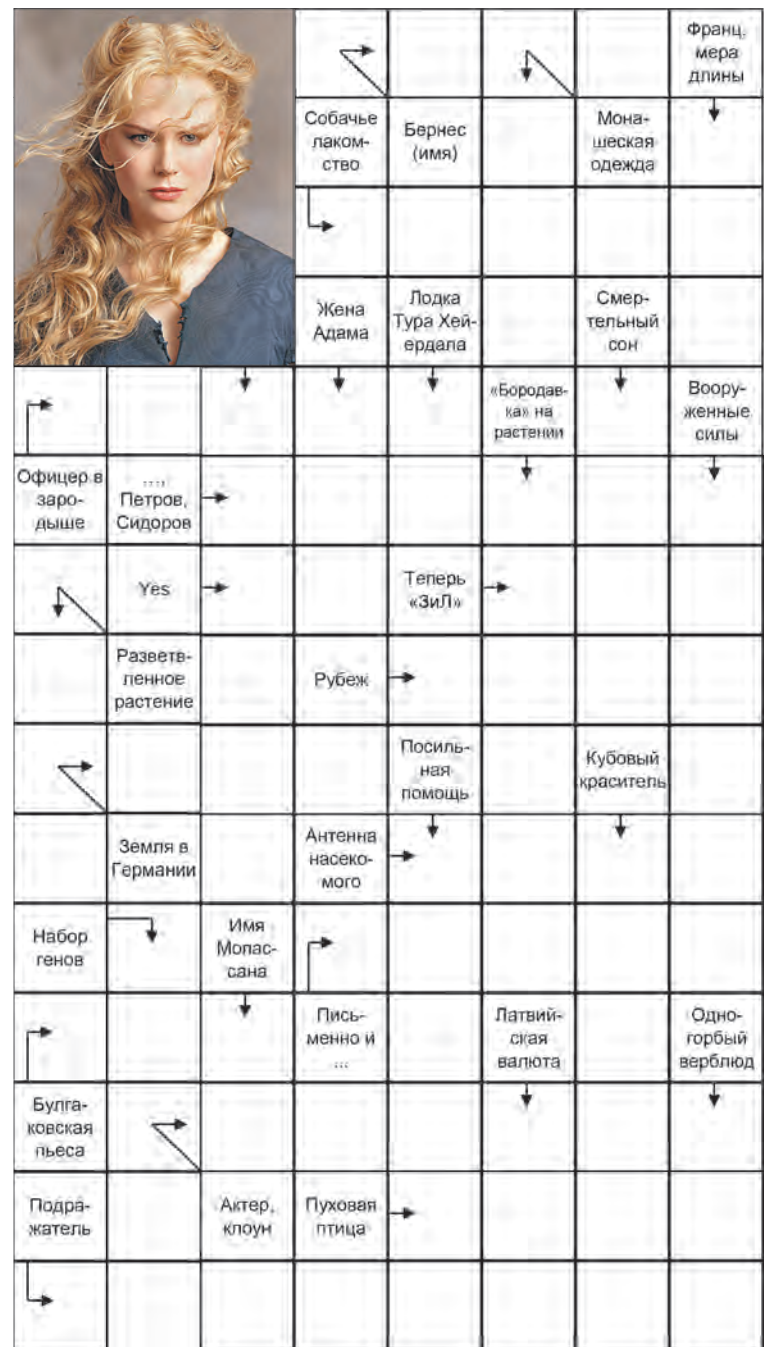 Франц.
мера
длины
Собачье
лаком-
ство
Бернес
(имя)
Мона-
шеская
одежда
Жена
Адама
Лодка
Тура Хей-
ердала
Смер-
тельный
сон
«Бородав-
ка» на
растении
Воору-
женные
силы
Офицер в
заро-
дыше
....,
Петров,
Сидоров
Yes
Теперь
«ЗиЛ»
Разветв-
ленное
растение
Рубеж
Посиль-
ная
помощь
Кубовый
краситель
Земля в
Германии
Антенна
насеко-
мого
Набор
генов
Имя
Мопас-
сана
Пись-
менно и
...
Латвий-
ская
валюта
Одно-
горбый
верблюд
Булга-
ковская
пьеса
Подра-
жатель
Актер,
клоун
Пуховая
птица